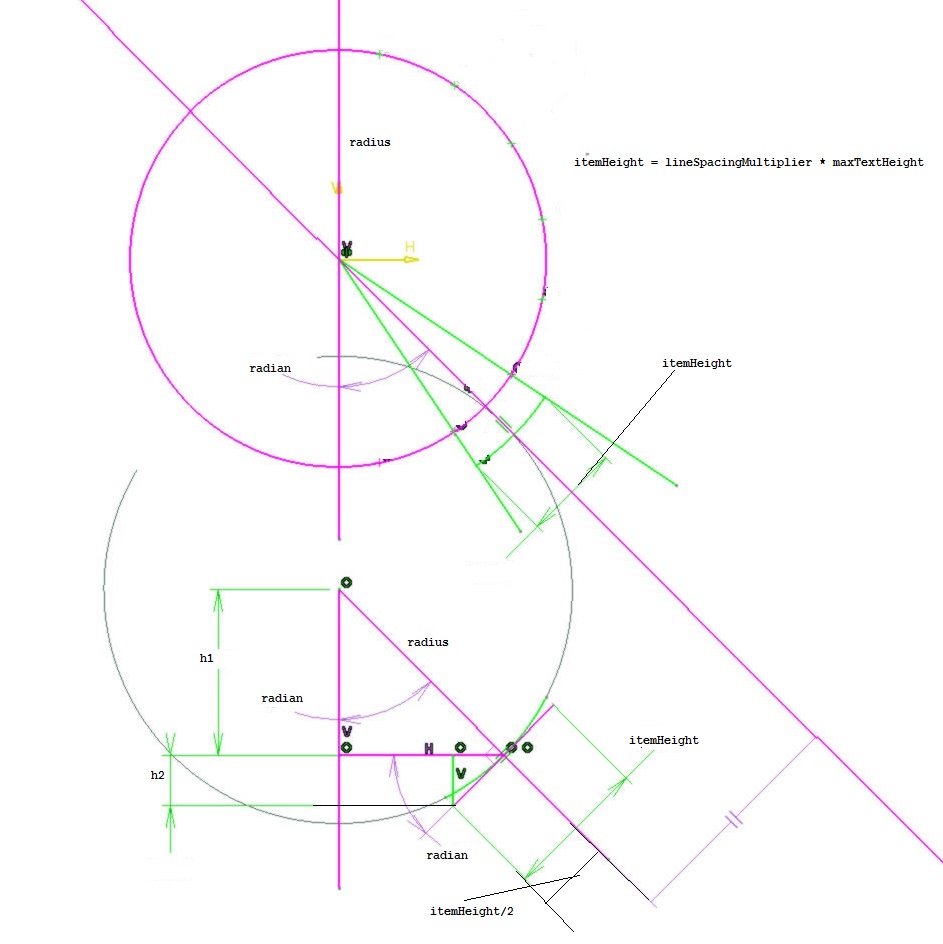 radius
itemHeight = lineSpacingMultiplier * maxTextHeight
V
V
H
radian
itemHeight
radius
h1
radian
V
H
itemHeight
h2
V
radian
itemHeight/2